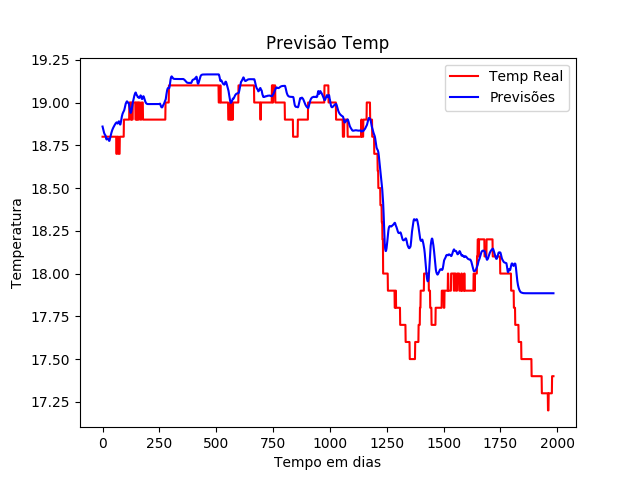 Previsão Temp
Temp Real
Previsões
Temperatura
19.25
19.00
18.75
18.50
18.25
18.00
17.75
17.50
17.25
0 250 500 750 1000 1250 1500 1750 2000
Tempo em dias